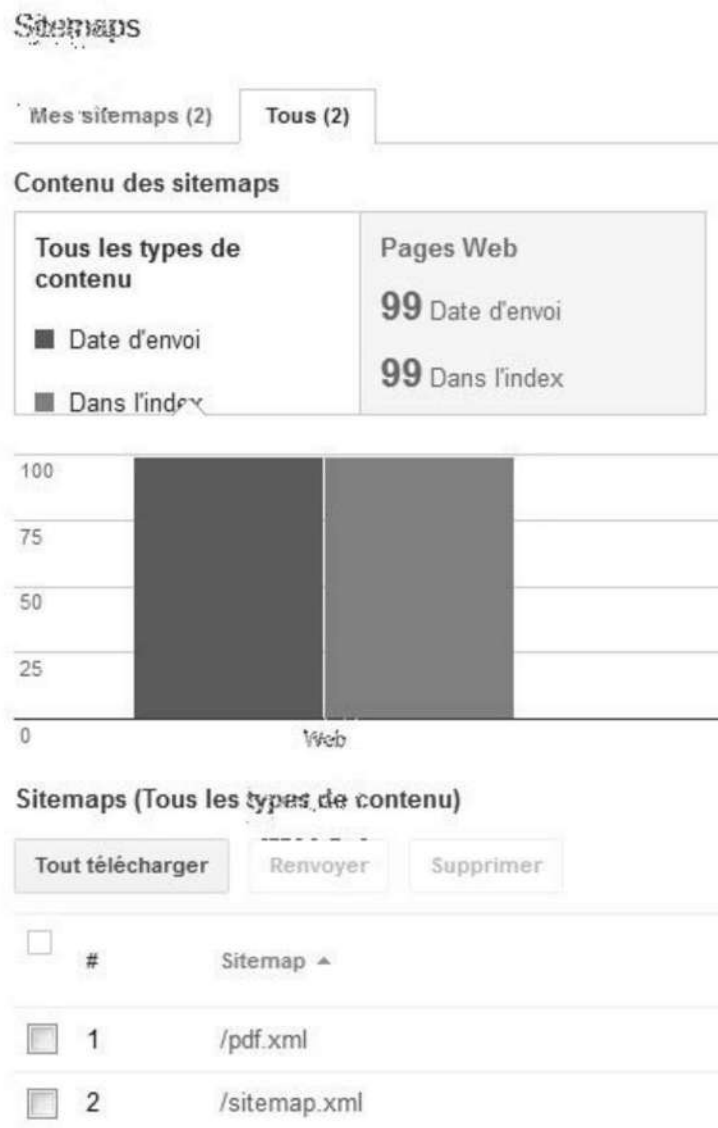 Sitemaps
Mes sitemaps (2) Tous (2)
Contenu des sitemaps
Tous les types de
contenu
Date d'envoi
Dans l'index
Pages Web
99 Date d'envoi
99 Dans l'index
100
75
50
25
0
Web
Sitemaps (Tous les types de contenu)
Tout télécharger Renvoyer Supprimer
# Sitemap
1 /pdf.xml
2 /sitemap.xml